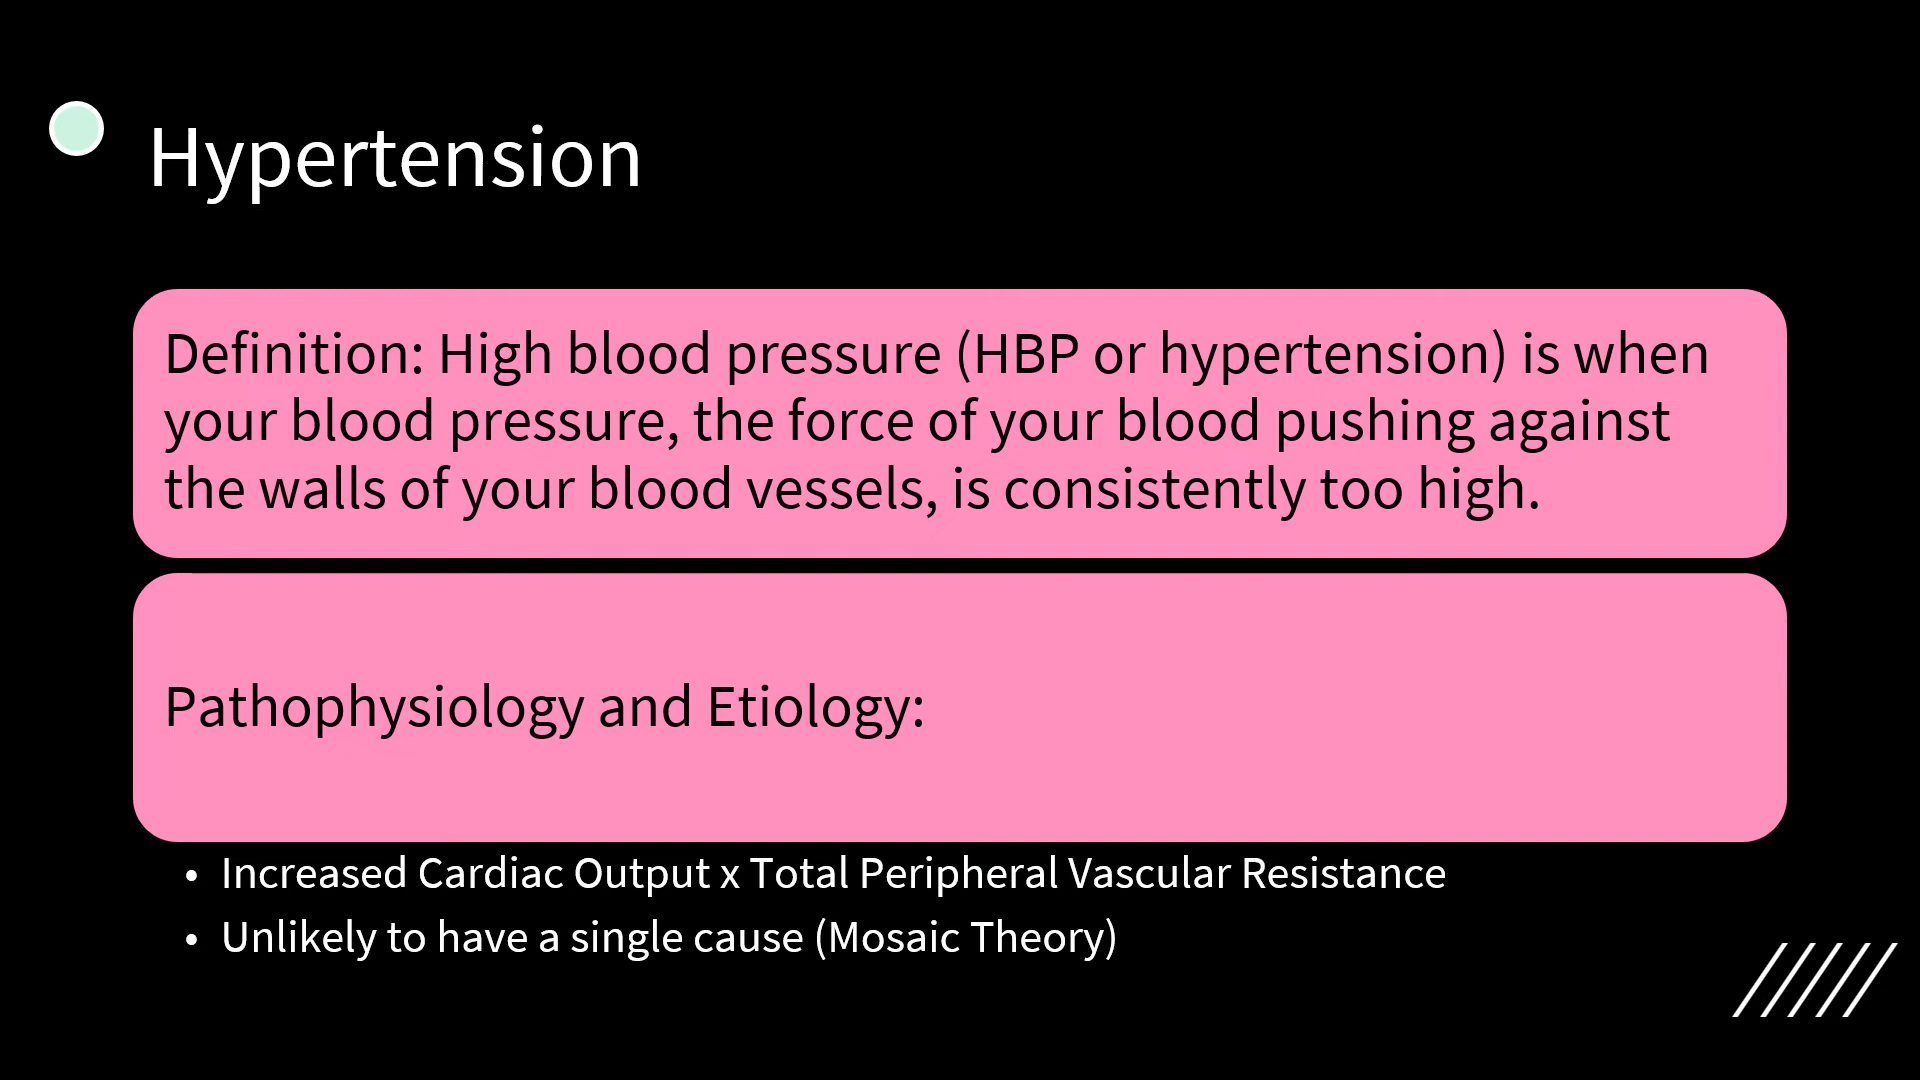 Hypertension
Definition: High blood pressure (HBP or hypertension) is when
your blood pressure, the force of your blood pushing against
the walls of your blood vessels, is consistently too high.
Pathophysiology and Etiology:
• Increased Cardiac Output x Total Peripheral Vascular Resistance
• Unlikely to have a single cause (Mosaic Theory)